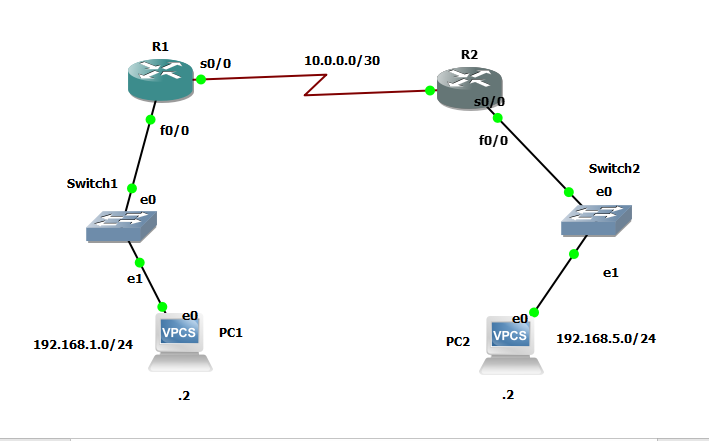 R1
s0/0
10.0.0.0/30
R2
s0/0
f0/0
f0/0
Switch1
e0
Switch2
e0
e1
e1
e0
VPCS
PC1
192.168.1.0/24
.2
e0
VPCS
PC2
192.168.5.0/24
.2